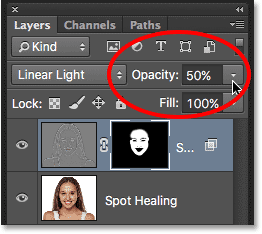 Layers Channels Paths
Kind
Linear Light Opacity: 50%
Lock: Fill: 100%
S...
Spot Healing